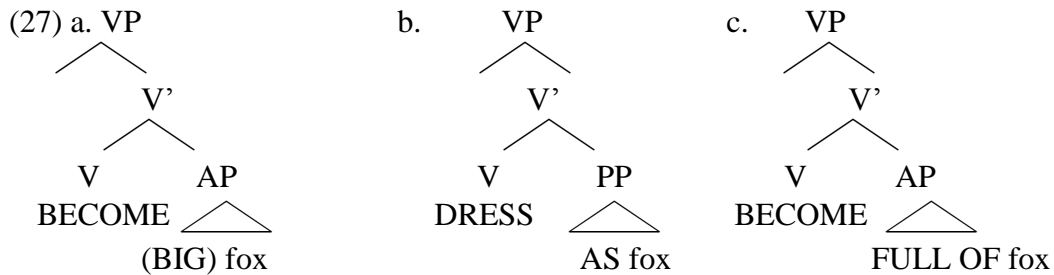 (27) a. VP b. VP c. VP
V’ V’ V’
V AP V PP V AP
BECOME DRESS BECOME
(BIG) fox AS fox FULL OF fox